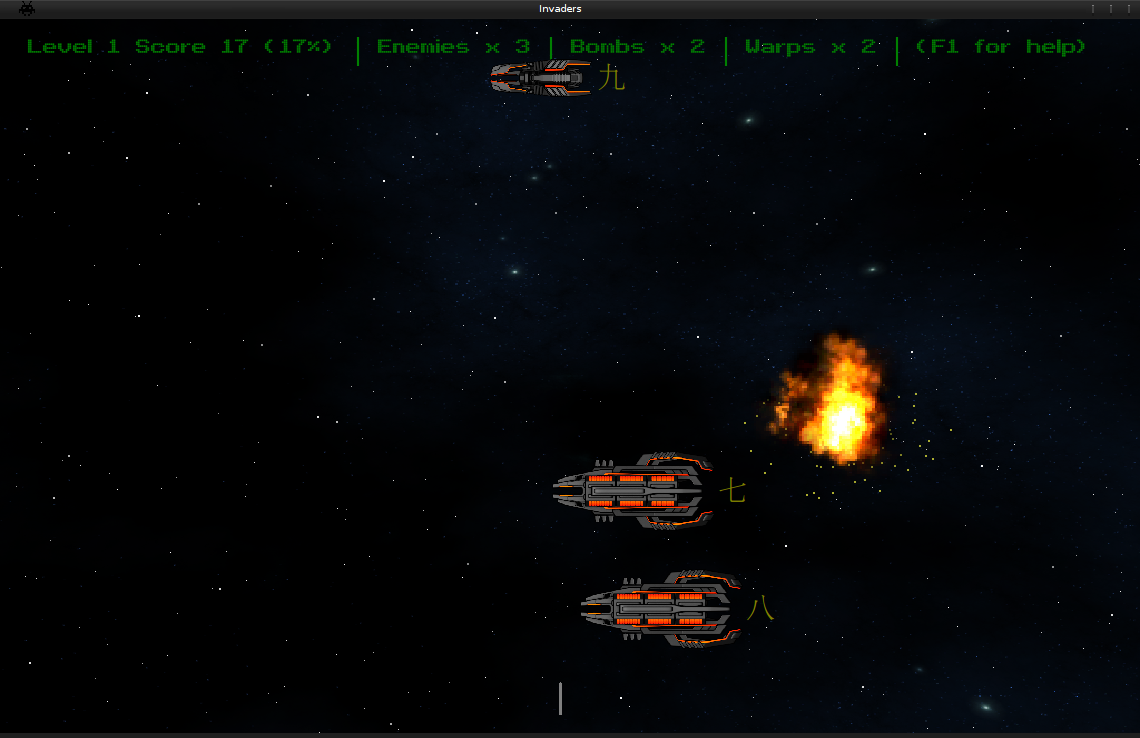 Invaders
Level 1 Score 17 (17%) | Enemies x 3 | Bombs x 2 | Warps x 2 | (F1 for help)
九
七
八